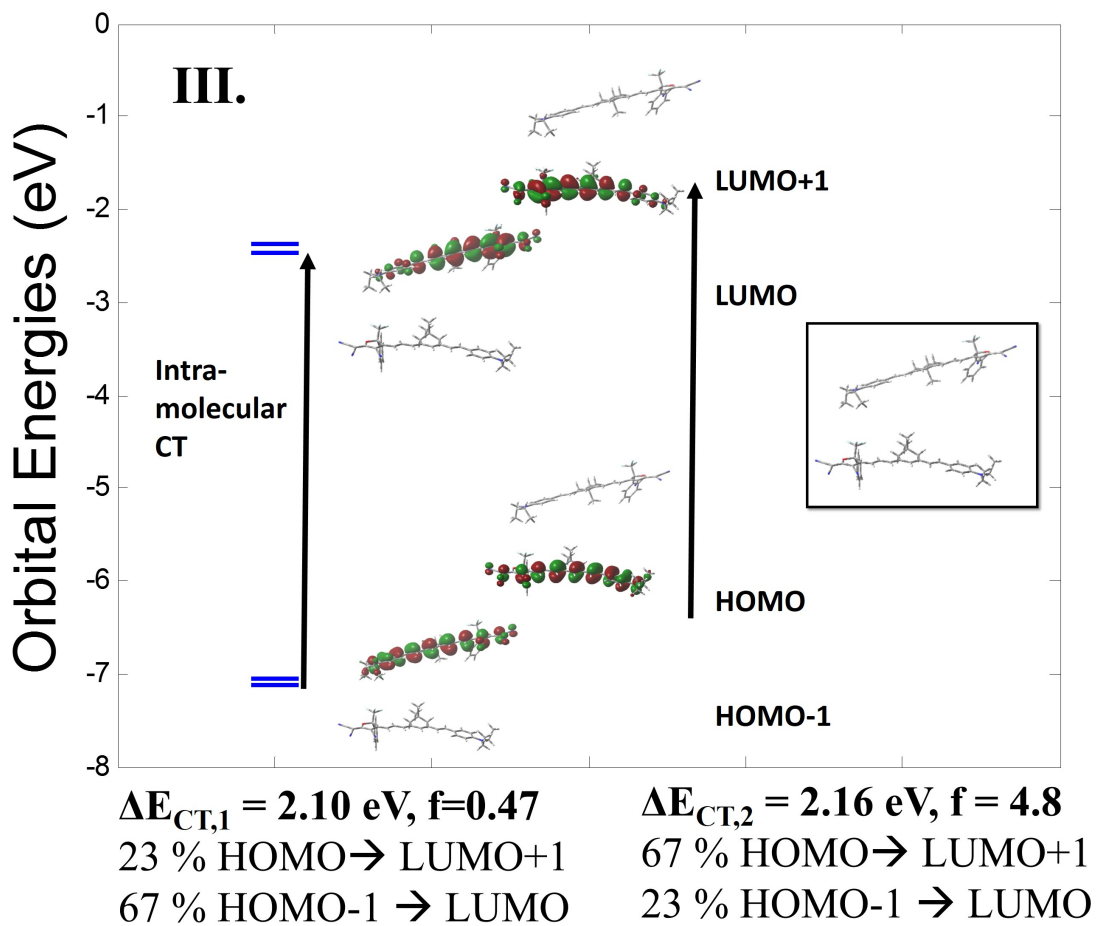 Orbital Energies (eV)
0
-1
-2
-3
-4
-5
-6
-7
-8
III.
LUMO+1
LUMO
Intra-
molecular
CT
HOMO
HOMO-1
ΔE_CT,1 = 2.10 eV, f=0.47
23 % HOMO→ LUMO+1
67 % HOMO-1 → LUMO
ΔE_CT,2 = 2.16 eV, f = 4.8
67 % HOMO→ LUMO+1
23 % HOMO-1 → LUMO